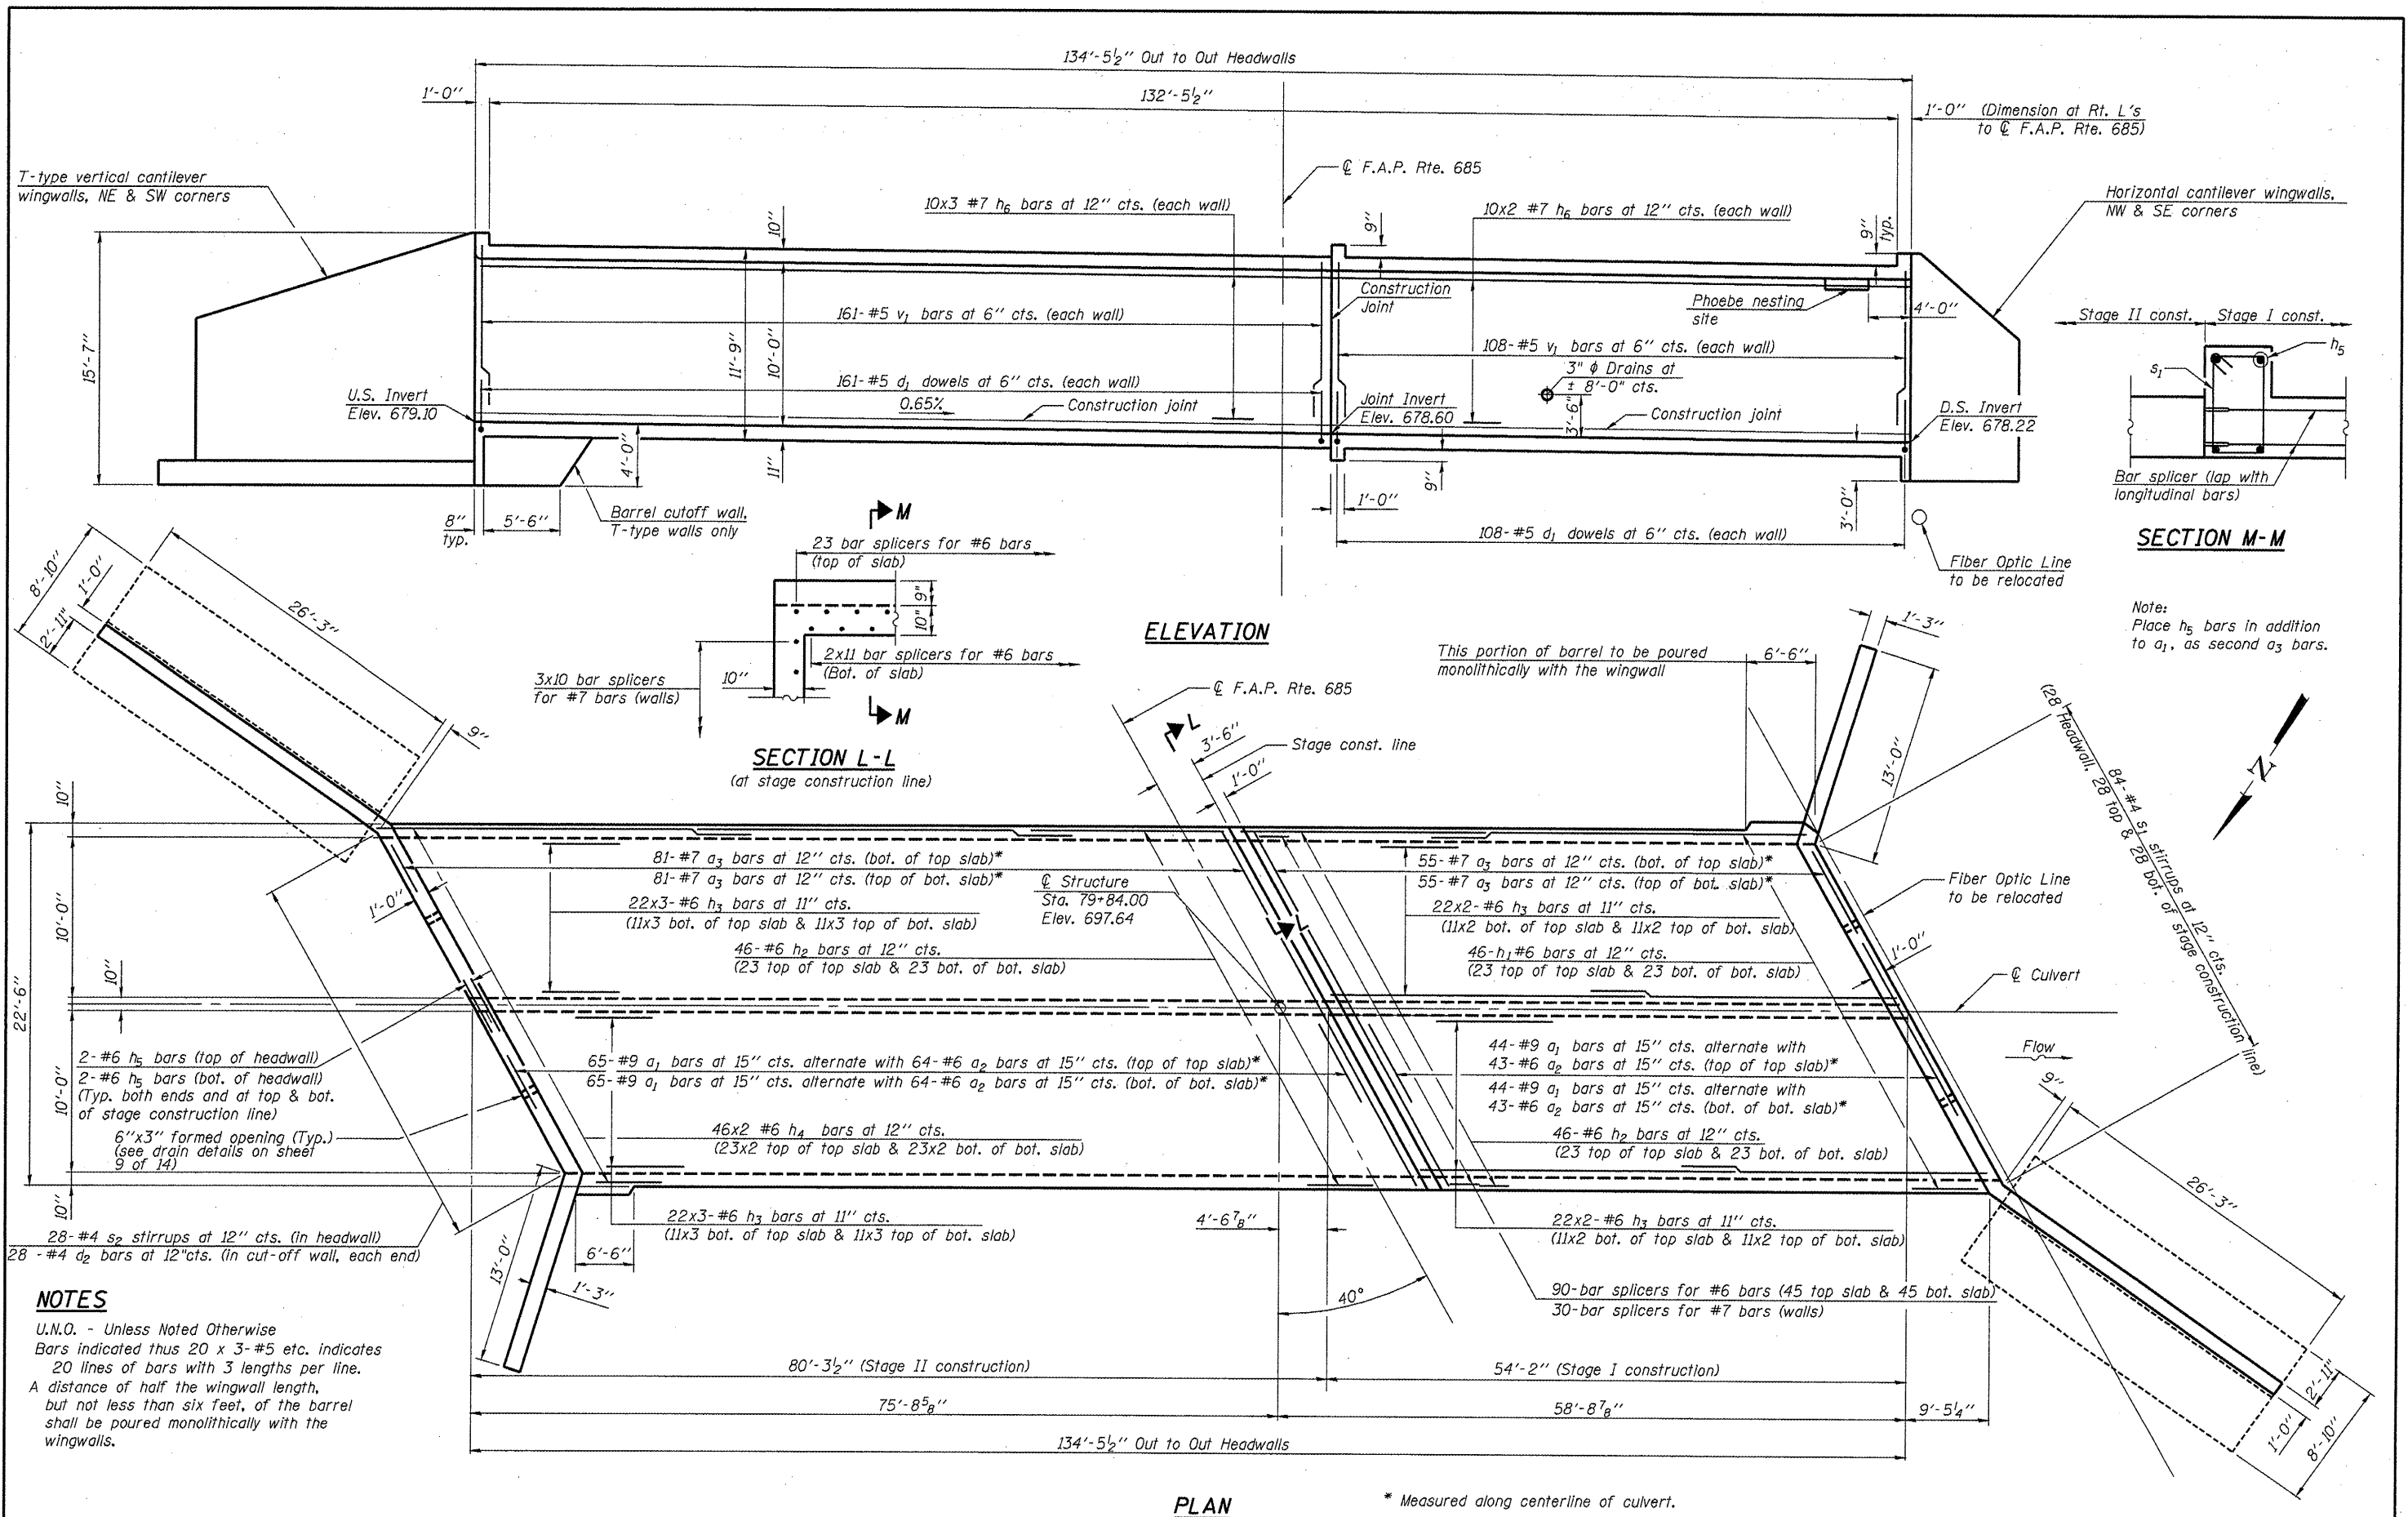 134'-5½" Out to Out Headwalls
1'-0"
132'-5½"
1'-0" (Dimension at Rt. L's
to ℄ F.A.P. Rte. 685)
℄ F.A.P. Rte. 685
T-type vertical cantilever
wingwalls, NE & SW corners
Horizontal cantilever wingwalls,
NW & SE corners
10x3 #7 h6 bars at 12" cts. (each wall)
10x2 #7 h6 bars at 12" cts. (each wall)
10"
9"
9"
typ.
15'-7"
11'-9"
10'-0"
Construction
Joint
Phoebe nesting
site
4'-0"
161-#5 v1 bars at 6" cts. (each wall)
108-#5 v1 bars at 6" cts. (each wall)
161-#5 d1 dowels at 6" cts. (each wall)
3" ϕ Drains at
± 8'-0" cts.
U.S. Invert
Elev. 679.10
0.65%
Construction joint
Joint Invert
Elev. 678.60
3'-6"
Construction joint
D.S. Invert
Elev. 678.22
4'-0"
11"
9"
1'-0"
3'-0"
8"
typ.
5'-6"
Barrel cutoff wall,
T-type walls only
108-#5 d1 dowels at 6" cts. (each wall)
Fiber Optic Line
to be relocated
ELEVATION
Stage II const.
Stage I const.
h5
s1
Bar splicer (lap with
longitudinal bars)
SECTION M-M
Note:
Place h5 bars in addition
to a1, as second a3 bars.
M
23 bar splicers for #6 bars
(top of slab)
9"
10"
2x11 bar splicers for #6 bars
(Bot. of slab)
3x10 bar splicers
for #7 bars (walls)
10"
M
SECTION L-L
(at stage construction line)
8'-10"
1'-0"
2'-11"
26'-3"
9"
℄ F.A.P. Rte. 685
L
3'-6"
Stage const. line
1'-0"
This portion of barrel to be poured
monolithically with the wingwall
6'-6"
1'-3"
13'-0"
84-#4 s1 stirrups at 12" cts.
(28 Headwall, 28 top & 28 bot. of stage construction line)
N
10"
10'-0"
10"
22'-6"
10'-0"
10"
1'-0"
81-#7 a3 bars at 12" cts. (bot. of top slab)*
81-#7 a3 bars at 12" cts. (top of bot. slab)*
22x3-#6 h3 bars at 11" cts.
(11x3 bot. of top slab & 11x3 top of bot. slab)
46-#6 h2 bars at 12" cts.
(23 top of top slab & 23 bot. of bot. slab)
℄ Structure
Sta. 79+84.00
Elev. 697.64
L
55-#7 a3 bars at 12" cts. (bot. of top slab)*
55-#7 a3 bars at 12" cts. (top of bot. slab)*
22x2-#6 h3 bars at 11" cts.
(11x2 bot. of top slab & 11x2 top of bot. slab)
46-h1 #6 bars at 12" cts.
(23 top of top slab & 23 bot. of bot. slab)
Fiber Optic Line
to be relocated
1'-0"
℄ Culvert
2-#6 h5 bars (top of headwall)
2-#6 h5 bars (bot. of headwall)
(Typ. both ends and at top & bot.
of stage construction line)
6"x3" formed opening (Typ.)
(see drain details on sheet
9 of 14)
65-#9 a1 bars at 15" cts. alternate with 64-#6 a2 bars at 15" cts. (top of top slab)*
65-#9 a1 bars at 15" cts. alternate with 64-#6 a2 bars at 15" cts. (bot. of bot. slab)*
44-#9 a1 bars at 15" cts. alternate with
43-#6 a2 bars at 15" cts. (top of top slab)*
44-#9 a1 bars at 15" cts. alternate with
43-#6 a2 bars at 15" cts. (bot. of bot. slab)*
Flow
9"
26'-3"
46x2 #6 h4 bars at 12" cts.
(23x2 top of top slab & 23x2 bot. of bot. slab)
46-#6 h2 bars at 12" cts.
(23 top of top slab & 23 bot. of bot. slab)
28-#4 s2 stirrups at 12" cts. (in headwall)
28 -#4 d2 bars at 12"cts. (in cut-off wall, each end)
22x3-#6 h3 bars at 11" cts.
(11x3 bot. of top slab & 11x3 top of bot. slab)
4'-6⅞"
22x2-#6 h3 bars at 11" cts.
(11x2 bot. of top slab & 11x2 top of bot. slab)
6'-6"
13'-0"
1'-3"
40°
90-bar splicers for #6 bars (45 top slab & 45 bot. slab)
30-bar splicers for #7 bars (walls)
NOTES
U.N.O. - Unless Noted Otherwise
Bars indicated thus 20 x 3-#5 etc. indicates
20 lines of bars with 3 lengths per line.
A distance of half the wingwall length,
but not less than six feet, of the barrel
shall be poured monolithically with the
wingwalls.
80'-3½" (Stage II construction)
54'-2" (Stage I construction)
75'-8⅝"
58'-8⅞"
9'-5¼"
134'-5½" Out to Out Headwalls
2'-11"
1'-0"
8'-10"
PLAN
* Measured along centerline of culvert.